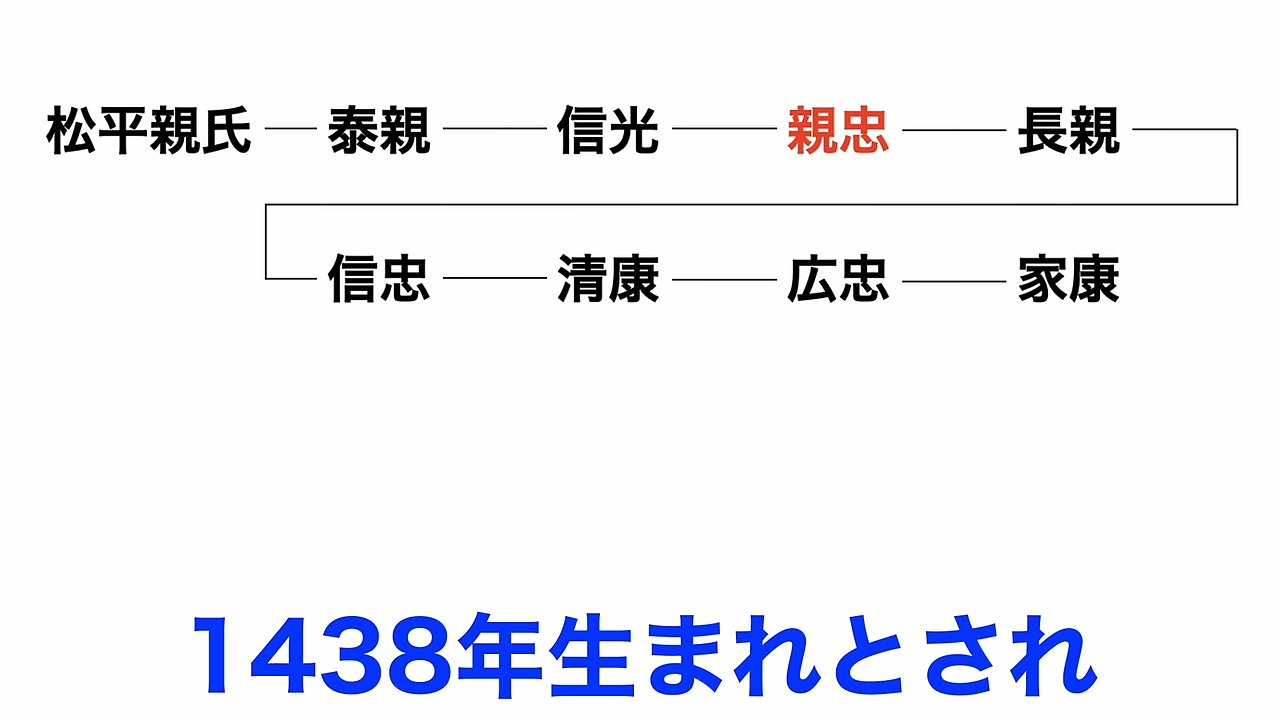 松平親氏 泰親 信光 親忠 長親
信忠 清康 広忠 家康
1438年生まれとされ